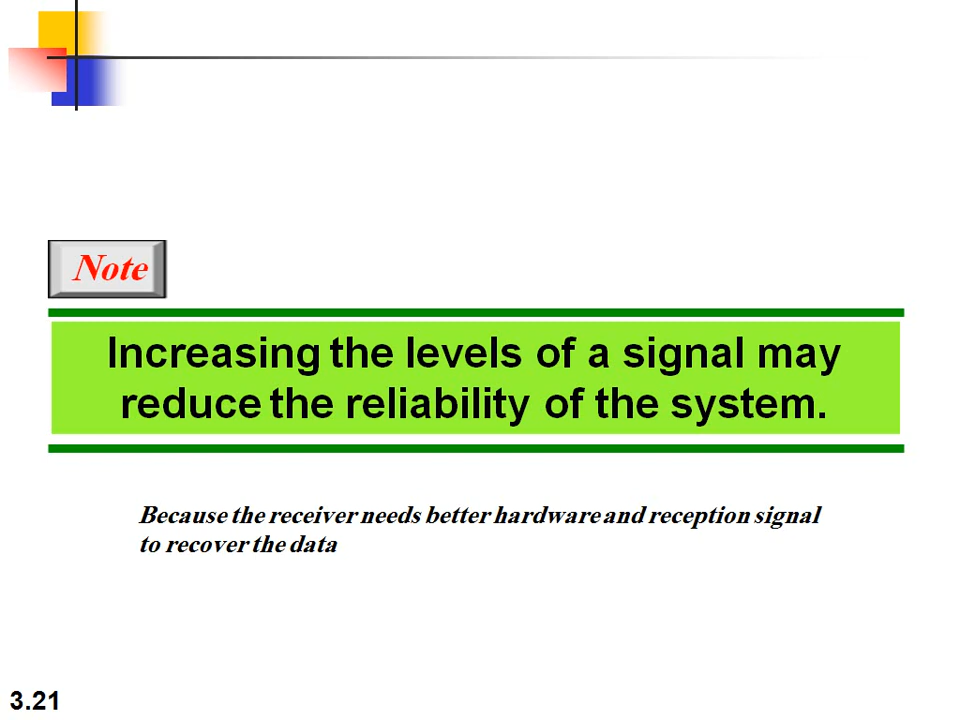 Note
Increasing the levels of a signal may
reduce the reliability of the system.
Because the receiver needs better hardware and reception signal
to recover the data
3.21